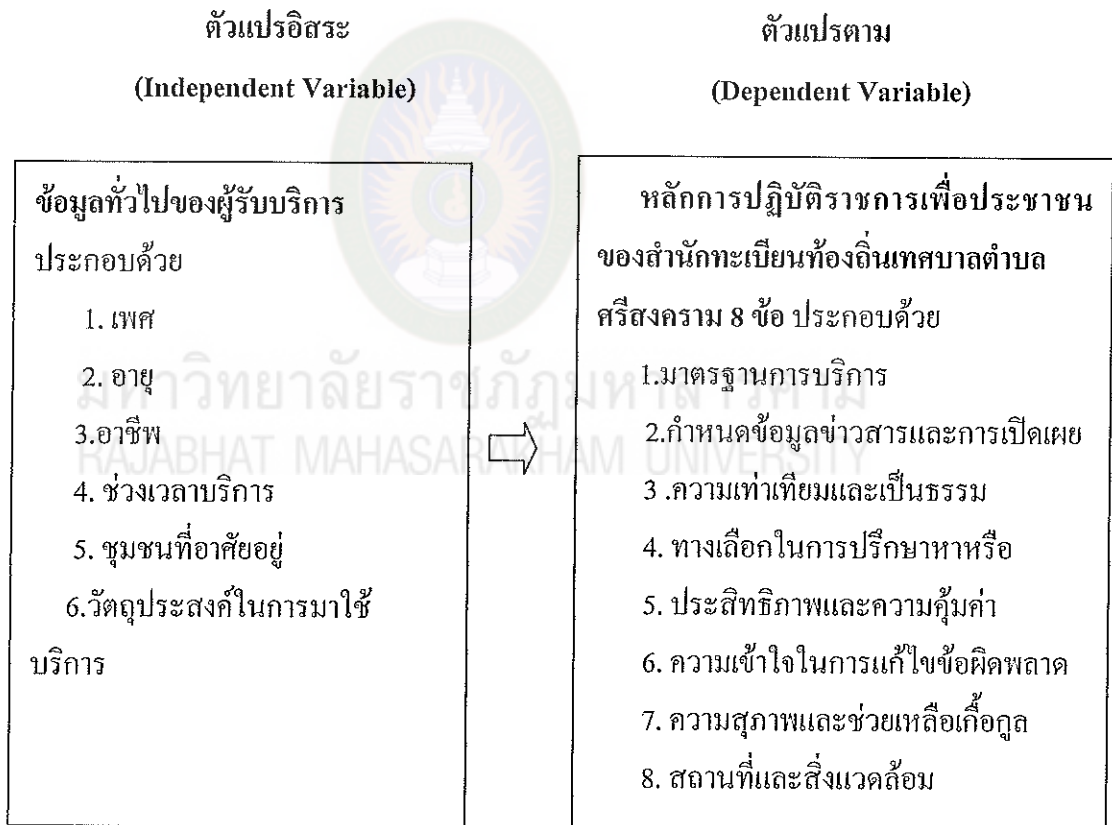 ตัวแปรอิสระ
(Independent Variable)
ข้อมูลทั่วไปของผู้รับบริการ
ประกอบด้วย
1. เพศ
2. อายุ
3.อาชีพ
4. ช่วงเวลาบริการ
5. ชุมชนที่อาศัยอยู่
6.วัตถุประสงค์ในการมาใช้
บริการ
ตัวแปรตาม
(Dependent Variable)
หลักการปฏิบัติราชการเพื่อประชาชน
ของสำนักทะเบียนท้องถิ่นเทศบาลตำบล
ศรีสงคราม 8 ข้อ ประกอบด้วย
1.มาตรฐานการบริการ
2.กำหนดข้อมูลข่าวสารและการเปิดเผย
3 .ความเท่าเทียมและเป็นธรรม
4. ทางเลือกในการปรึกษาหาหรือ
5. ประสิทธิภาพและความคุ้มค่า
6. ความเข้าใจในการแก้ไขข้อผิดพลาด
7. ความสุภาพและช่วยเหลือเกื้อกูล
8. สถานที่และสิ่งแวดล้อม
มหาวิทยาลัยราชภัฏมหาสารคาม
RAJABHAT MAHASARAKHAM UNIVERSITY